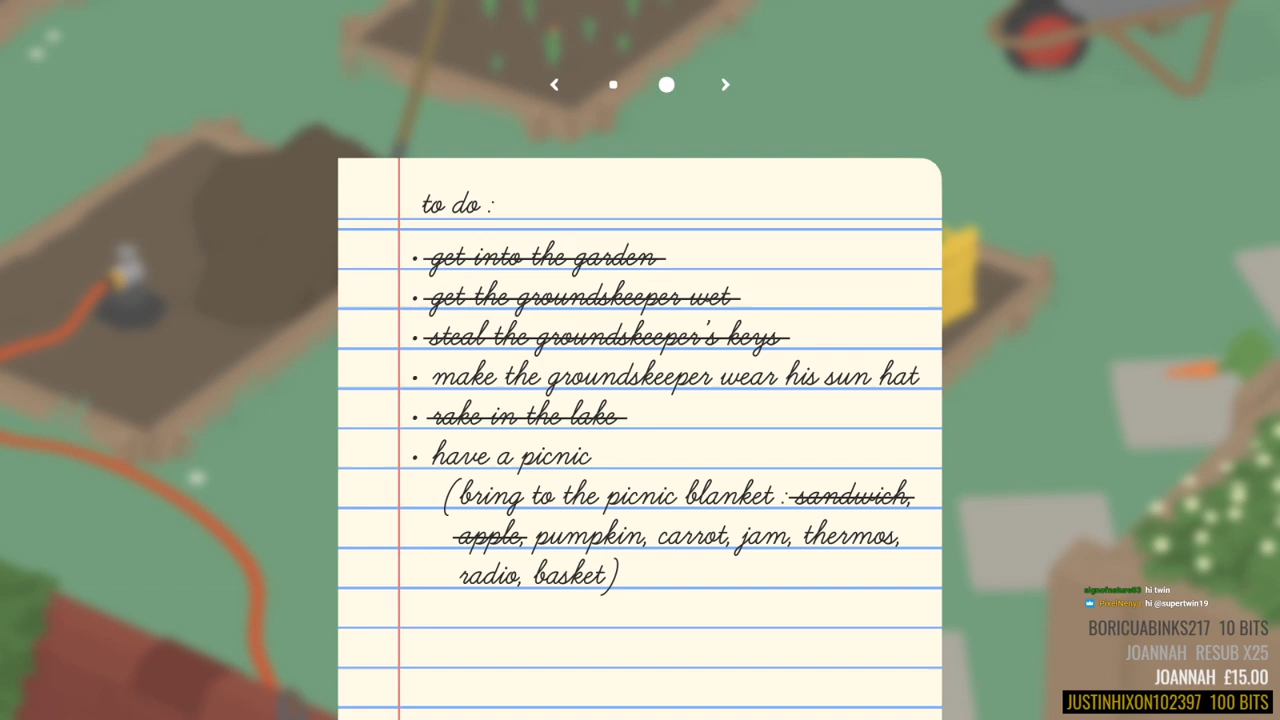 to do :
· get into the garden
· get the groundskeeper wet
· steal the groundskeeper's keys
· make the groundskeeper wear his sun hat
· rake in the lake
· have a picnic
(bring to the picnic blanket : sandwich,
apple, pumpkin, carrot, jam, thermos,
radio, basket)
hi twin
hi @supertwin19
BORICUABINKS217 10 BITS
JOANNAH RESUB X25
JOANNAH £15.00
JUSTINHIXON102397 100 BITS